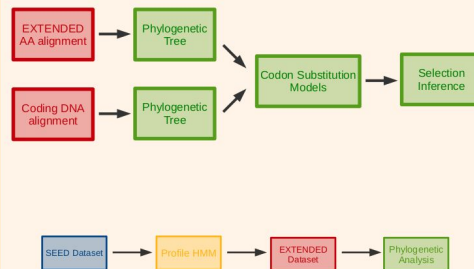 EXTENDED
AA alignment
Phylogenetic
Tree
Coding DNA
alignment
Phylogenetic
Tree
Codon Substitution
Models
Selection
Inference
SEED Dataset
Profile HMM
EXTENDED
Dataset
Phylogenetic
Analysis